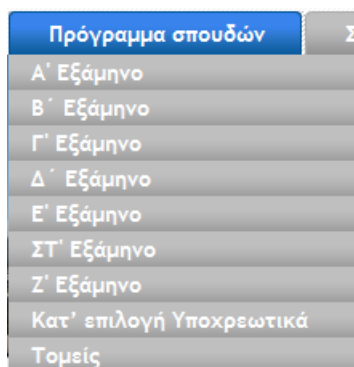 Πρόγραμμα σπουδών
Α' Εξάμηνο
Β΄ Εξάμηνο
Γ' Εξάμηνο
Δ΄ Εξάμηνο
Ε' Εξάμηνο
ΣΤ' Εξάμηνο
Ζ' Εξάμηνο
Κατ’ επιλογή Υποχρεωτικά
Τομείς